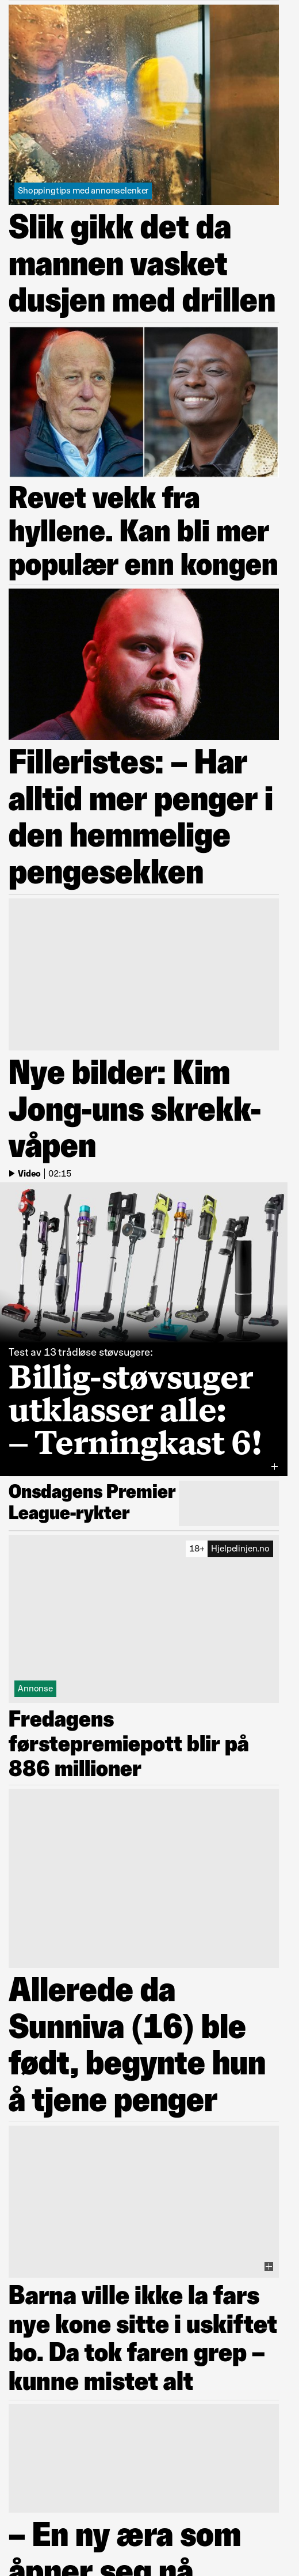 Shoppingtips med annonselenker
Slik gikk det da
mannen vasket
dusjen med drillen
Revet vekk fra
hyllene. Kan bli mer
populær enn kongen
Filleristes: – Har
alltid mer penger i
den hemmelige
pengesekken
Nye bilder: Kim
Jong-uns skrekk-
våpen
Video | 02:15
Test av 13 trådløse støvsugere:
Billig-støvsuger
utklasser alle:
– Terningkast 6!
Onsdagens Premier
League-rykter
18+ Hjelpelinjen.no
Annonse
Fredagens
førstepremiepott blir på
886 millioner
Allerede da
Sunniva (16) ble
født, begynte hun
å tjene penger
Barna ville ikke la fars
nye kone sitte i uskiftet
bo. Da tok faren grep –
kunne mistet alt
– En ny æra som
åpner seg nå